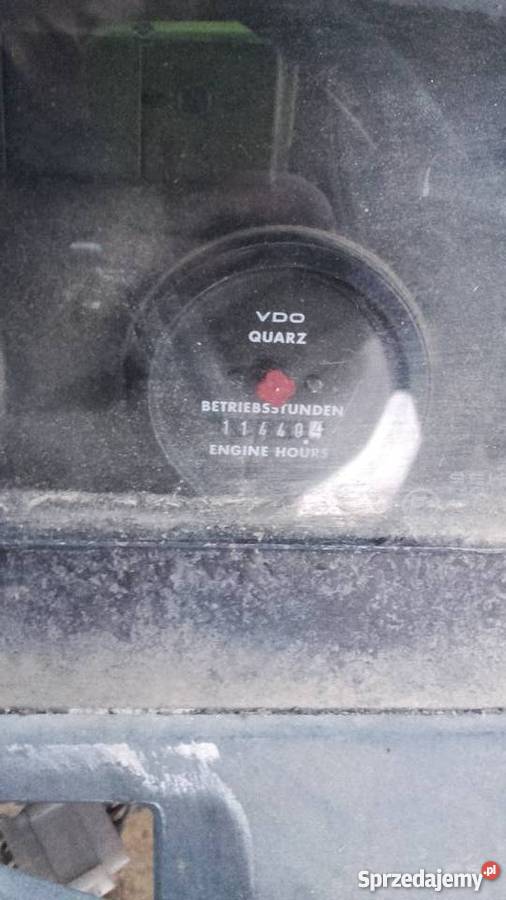 VDO
QUARZ
BETRIEBSSTUNDEN
114404
ENGINE HOURS
Sprzedajemy.pl